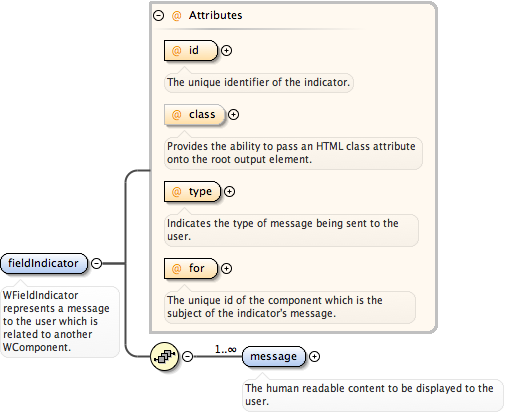 @ Attributes
@ id
The unique identifier of the indicator.
@ class
Provides the ability to pass an HTML class attribute
onto the root output element.
@ type
Indicates the type of message being sent to the
user.
@ for
The unique id of the component which is the
subject of the indicator's message.
fieldIndicator
WFieldIndicator
represents a message
to the user which is
related to another
WComponent.
1..∞
message
The human readable content to be displayed to the
user.